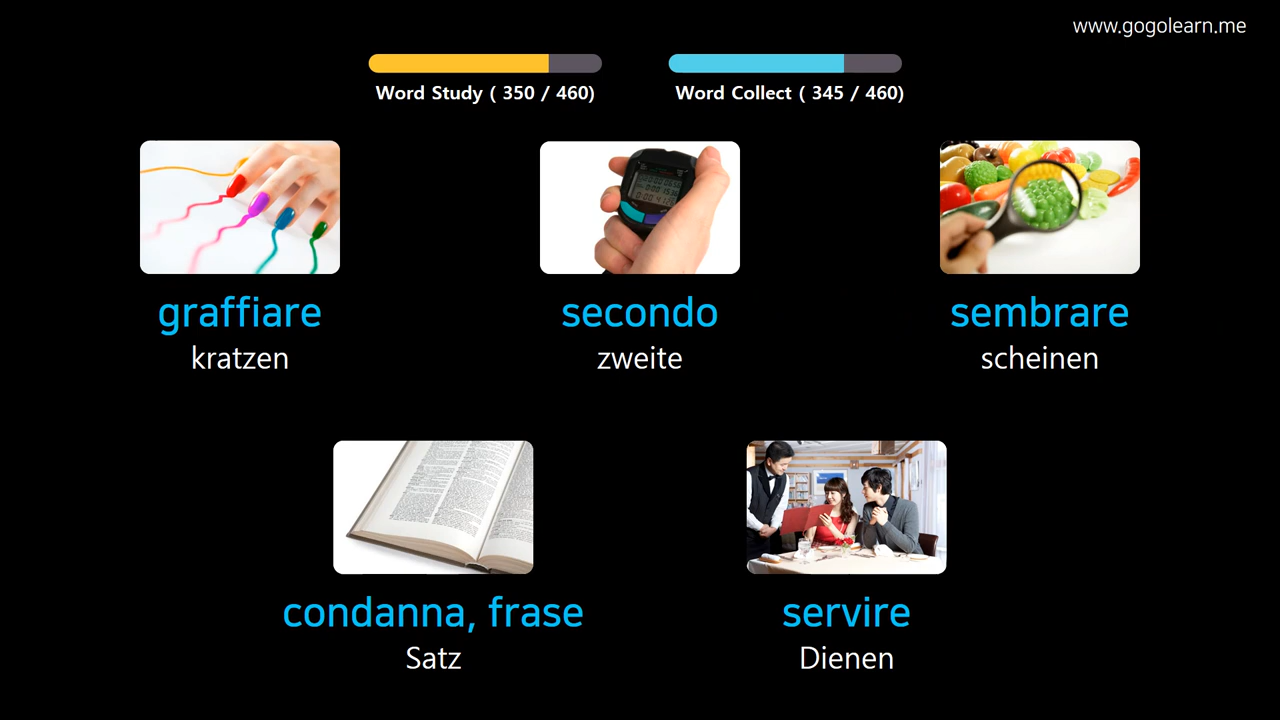 www.gogolearn.me
Word Study ( 350 / 460)
Word Collect ( 345 / 460)
graffiare
kratzen
secondo
zweite
sembrare
scheinen
condanna, frase
Satz
servire
Dienen